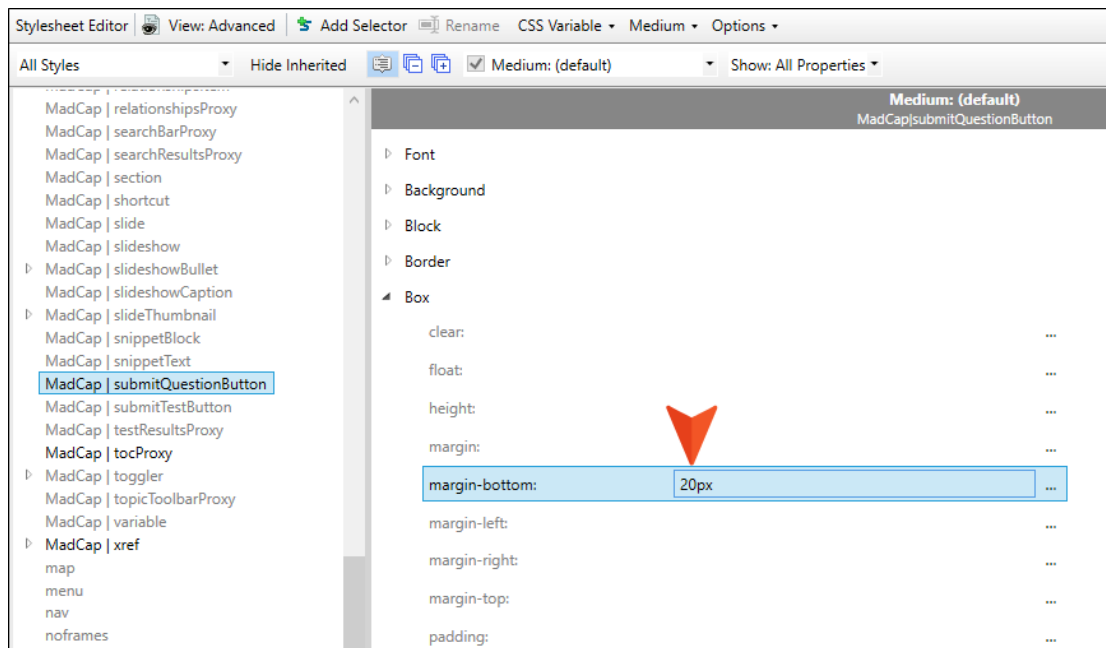 Stylesheet Editor View: Advanced Add Selector Rename CSS Variable Medium Options
All Styles Hide Inherited Medium: (default) Show: All Properties
MadCap | relationshipsItem
MadCap | relationshipsProxy
MadCap | searchBarProxy
MadCap | searchResultsProxy
MadCap | section
MadCap | shortcut
MadCap | slide
MadCap | slideshow
MadCap | slideshowBullet
MadCap | slideshowCaption
MadCap | slideThumbnail
MadCap | snippetBlock
MadCap | snippetText
MadCap | submitQuestionButton
MadCap | submitTestButton
MadCap | testResultsProxy
MadCap | tocProxy
MadCap | toggler
MadCap | topicToolbarProxy
MadCap | variable
MadCap | xref
map
menu
nav
noframes
Medium: (default)
MadCap|submitQuestionButton
Font
Background
Block
Border
Box
clear: ...
float: ...
height: ...
margin: ...
margin-bottom: 20px ...
margin-left: ...
margin-right: ...
margin-top: ...
padding: ...